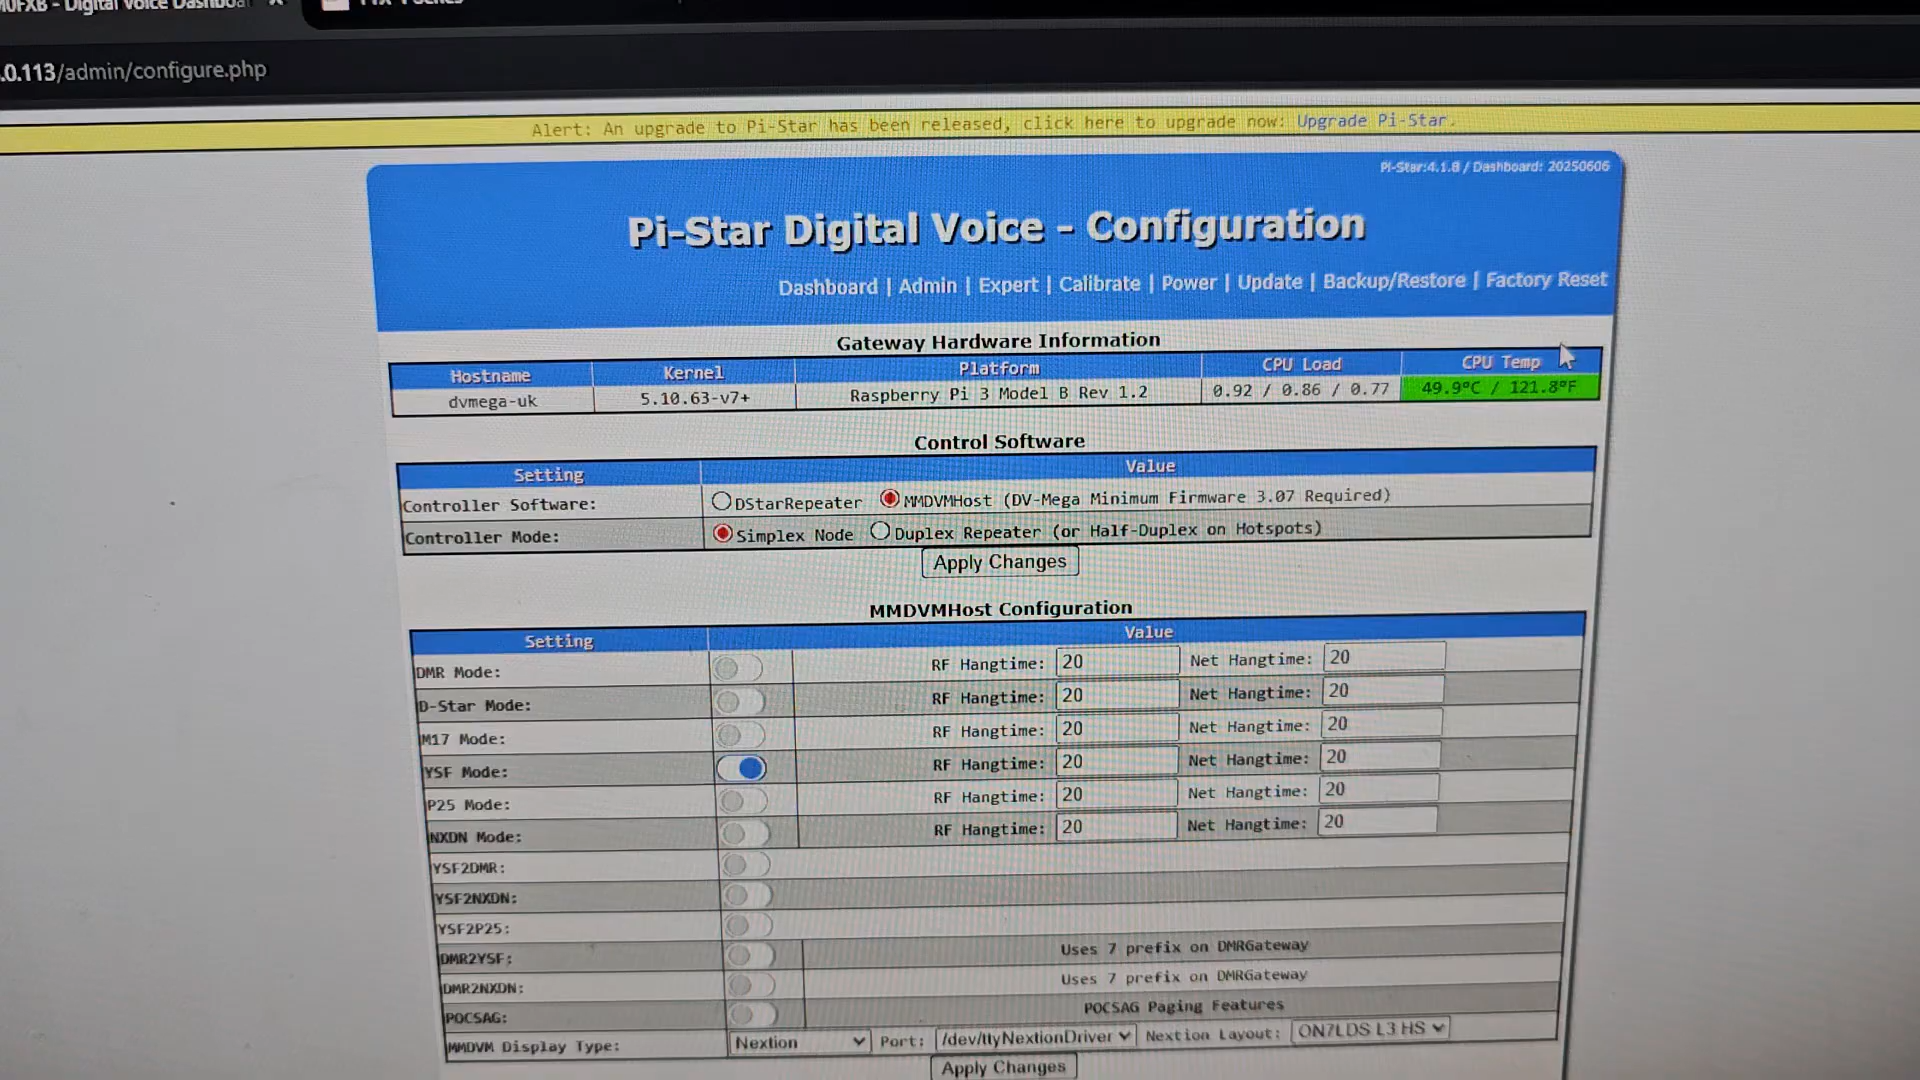 Digital Voice
.0.113/admin/configure.php
Alert: An upgrade to Pi-Star has been released, click here to upgrade now: Upgrade Pi-Star.
Pi-Star:4.1.8 / Dashboard: 20250606
Pi-Star Digital Voice - Configuration
Dashboard | Admin | Expert | Calibrate | Power | Update | Backup/Restore | Factory Reset
Gateway Hardware Information
Hostname Kernel Platform CPU Load CPU Temp
dvmega-uk 5.10.63-v7+ Raspberry Pi 3 Model B Rev 1.2 0.92 / 0.86 / 0.77 49.9ºC / 121.8ºF
Control Software
Setting Value
Controller Software: DStarRepeater MMDVMHost (DV-Mega Minimum Firmware 3.07 Required)
Controller Mode: Simplex Node Duplex Repeater (or Half-Duplex on Hotspots)
Apply Changes
MMDVMHost Configuration
Setting Value
DMR Mode: RF Hangtime: 20 Net Hangtime: 20
D-Star Mode: RF Hangtime: 20 Net Hangtime: 20
M17 Mode: RF Hangtime: 20 Net Hangtime: 20
YSF Mode: RF Hangtime: 20 Net Hangtime: 20
P25 Mode: RF Hangtime: 20 Net Hangtime: 20
NXDN Mode: RF Hangtime: 20 Net Hangtime: 20
YSF2DMR:
YSF2NXDN:
YSF2P25:
DMR2YSF: Uses 7 prefix on DMRGateway
DMR2NXDN: Uses 7 prefix on DMRGateway
POCSAG: POCSAG Paging Features
MMDVM Display Type: Nextion Port: /dev/ttyNextionDriver Nextion Layout: ON7LDS L3 HS
Apply Changes